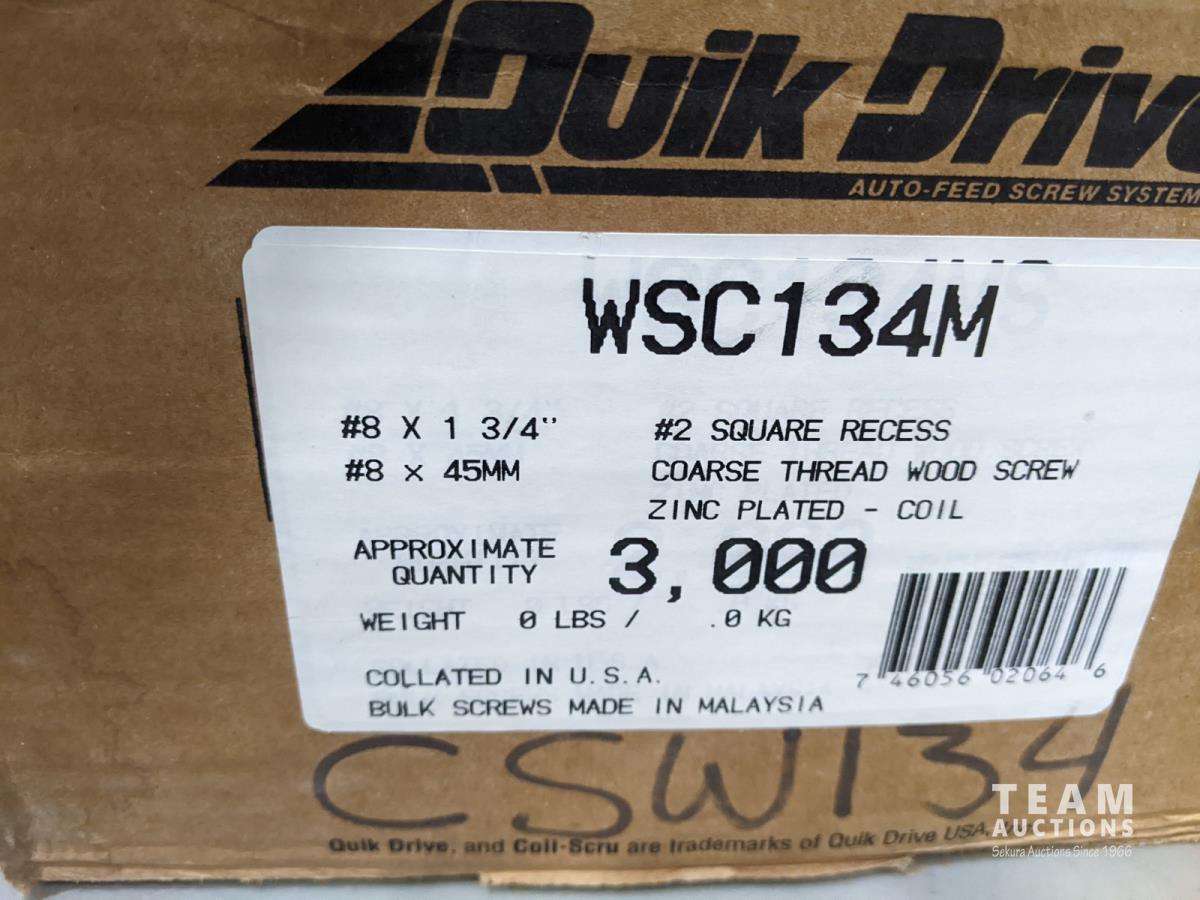 Quik Drive
AUTO-FEED SCREW SYSTEM
WSC134M
#8 X 1 3/4"
#8 x 45MM
#2 SQUARE RECESS
COARSE THREAD WOOD SCREW
ZINC PLATED - COIL
APPROXIMATE
QUANTITY
3,000
WEIGHT 0 LBS / .0 KG
COLLATED IN U.S.A.
BULK SCREWS MADE IN MALAYSIA
7 46056 02064 6
CSW134
Quik Drive, and Coil-Scru are trademarks of Quik Drive USA,
TEAM
AUCTIONS
Sekura Auctions Since 1966